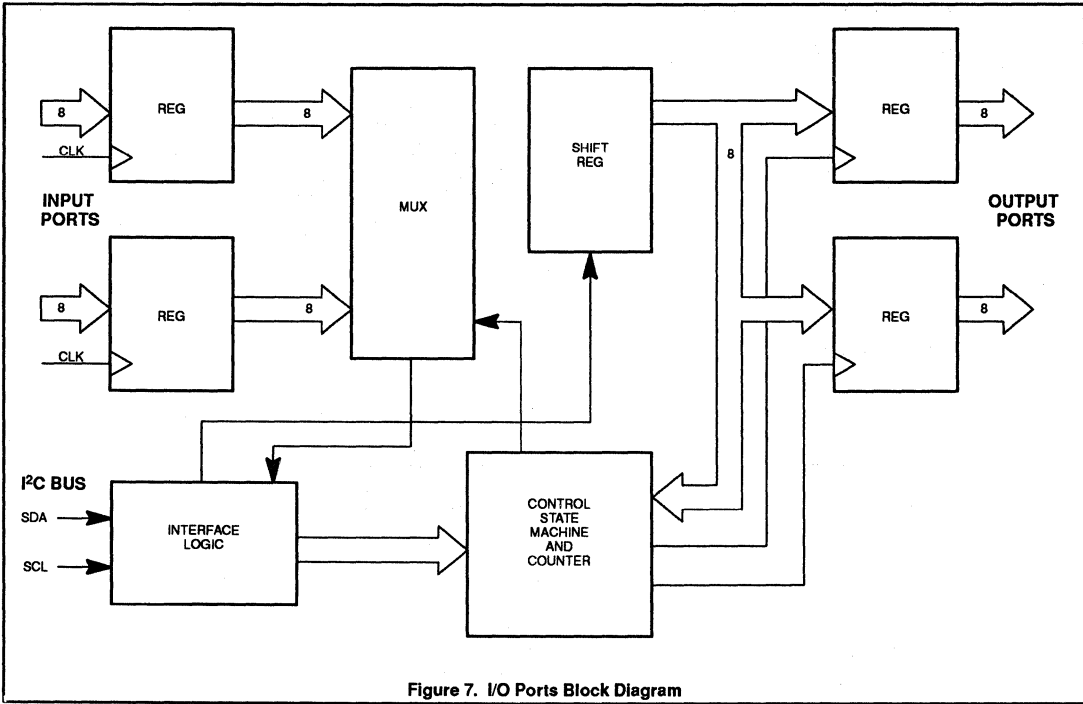 REG
8
8
CLK
INPUT
PORTS
REG
8
8
CLK
MUX
SHIFT
REG
8
REG
8
OUTPUT
PORTS
REG
8
I²C BUS
SDA
SCL
INTERFACE
LOGIC
CONTROL
STATE
MACHINE
AND
COUNTER
Figure 7. I/O Ports Block Diagram